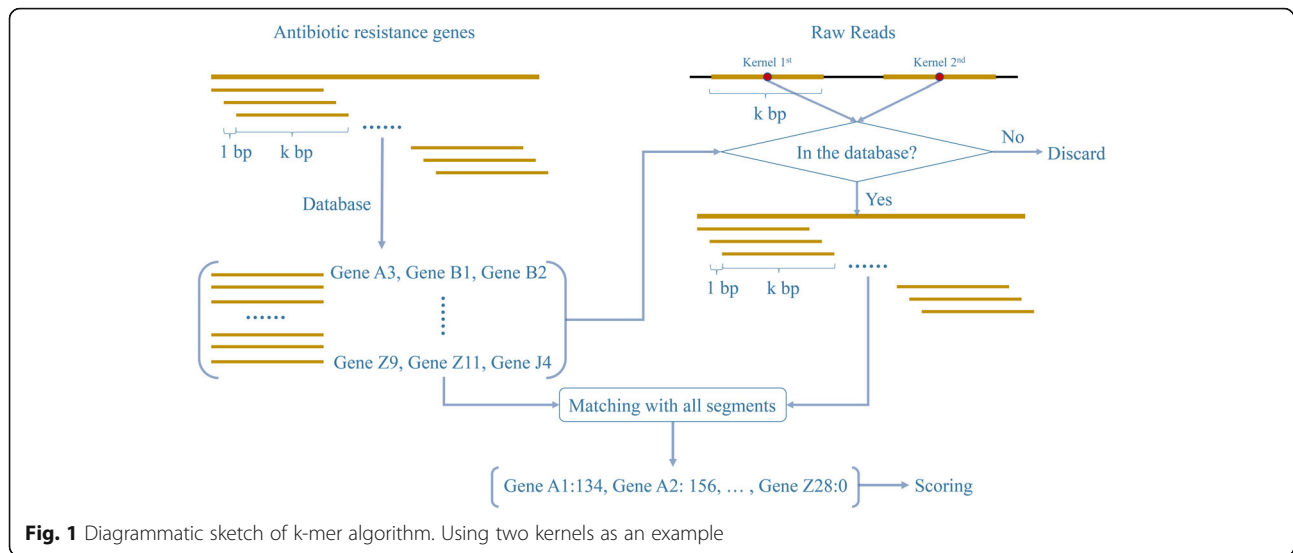 Antibiotic resistance genes
1 bp
k bp
......
Database
Gene A3, Gene B1, Gene B2
......
......
Gene Z9, Gene Z11, Gene J4
Raw Reads
Kernel 1st
Kernel 2nd
k bp
In the database?
No
Discard
Yes
1 bp
k bp
......
Matching with all segments
Gene A1:134, Gene A2: 156, ... , Gene Z28:0
Scoring
Fig. 1 Diagrammatic sketch of k-mer algorithm. Using two kernels as an example